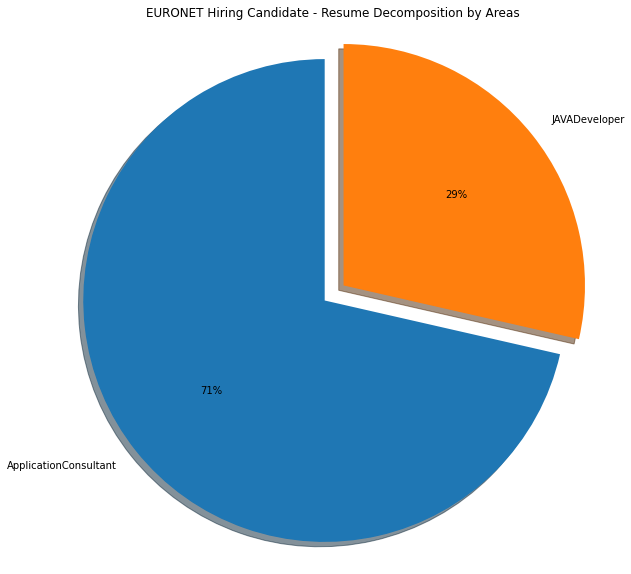 EURONET Hiring Candidate - Resume Decomposition by Areas
JAVADeveloper
29%
71%
ApplicationConsultant